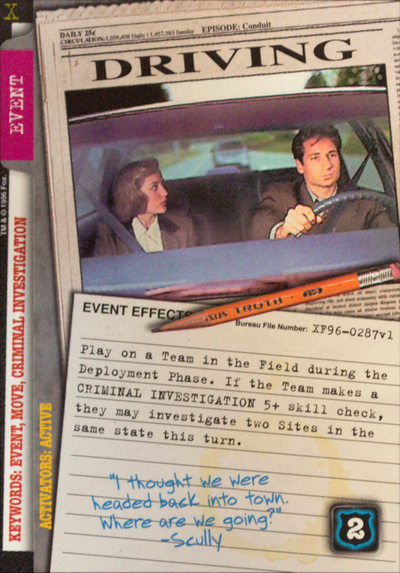 X
DAILY 25¢ EPISODE: Conduit
DRIVING
EVENT
TM & © 1996 Fox.
KEYWORDS: EVENT, MOVE, CRIMINAL INVESTIGATION
ACTIVATORS: ACTIVE
TRUTH
EVENT EFFECTS
Bureau File Number: XF96-0287v1
Play on a Team in the Field during the
Deployment Phase. If the Team makes a
CRIMINAL INVESTIGATION 5+ skill check,
they may investigate two Sites in the
same state this turn.
"I thought we were
headed back into town.
Where are we going?"
-Scully
2